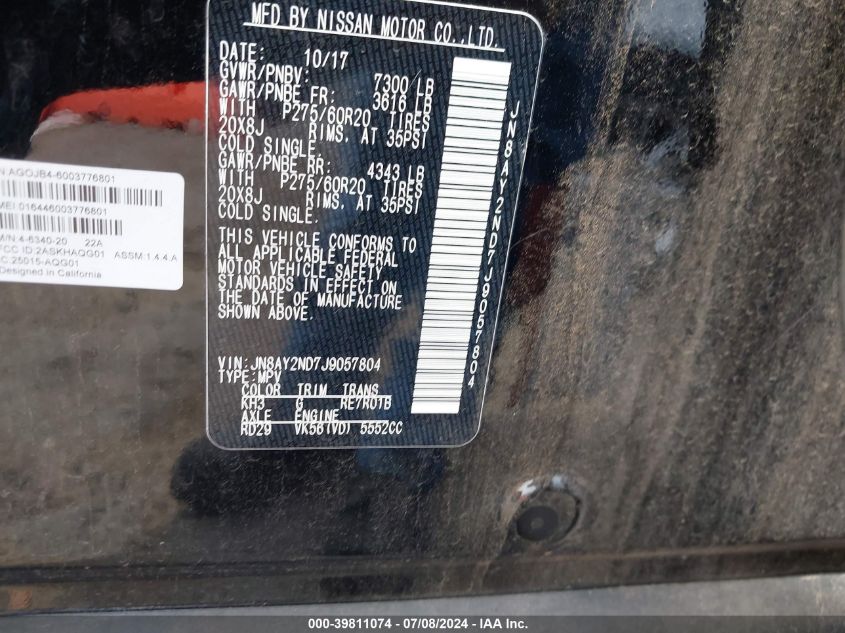 MFD BY NISSAN MOTOR CO.,LTD.
DATE: 10/17
GVWR/PNBV: 7300 LB
GAWR/PNBE FR: 3616 LB
WITH P275/60R20 TIRES
20X8J RIMS, AT 35PSI
COLD SINGLE.
GAWR/PNBE RR: 4343 LB
WITH P275/60R20 TIRES
20X8J RIMS, AT 35PSI
COLD SINGLE.
THIS VEHICLE CONFORMS TO
ALL APPLICABLE FEDERAL
MOTOR VEHICLE SAFETY
STANDARDS IN EFFECT ON
THE DATE OF MANUFACTURE
SHOWN ABOVE.
VIN: JN8AY2ND7J9057804
TYPE: MPV
COLOR TRIM TRANS
KH3 G RE7R01B
AXLE ENGINE
RD29 VK56(VD) 5552CC
JN8AY2ND7J9057804
N:AGOJB4-6003776801
MEI:016446003776801
M/N:4-6340-20 22A
FCC ID:2ASKHAQG01 ASSM:1.4.4.A
C:25015-AQG01
Designed in California
000-39811074 / 07/08/2024 - IAA Inc.